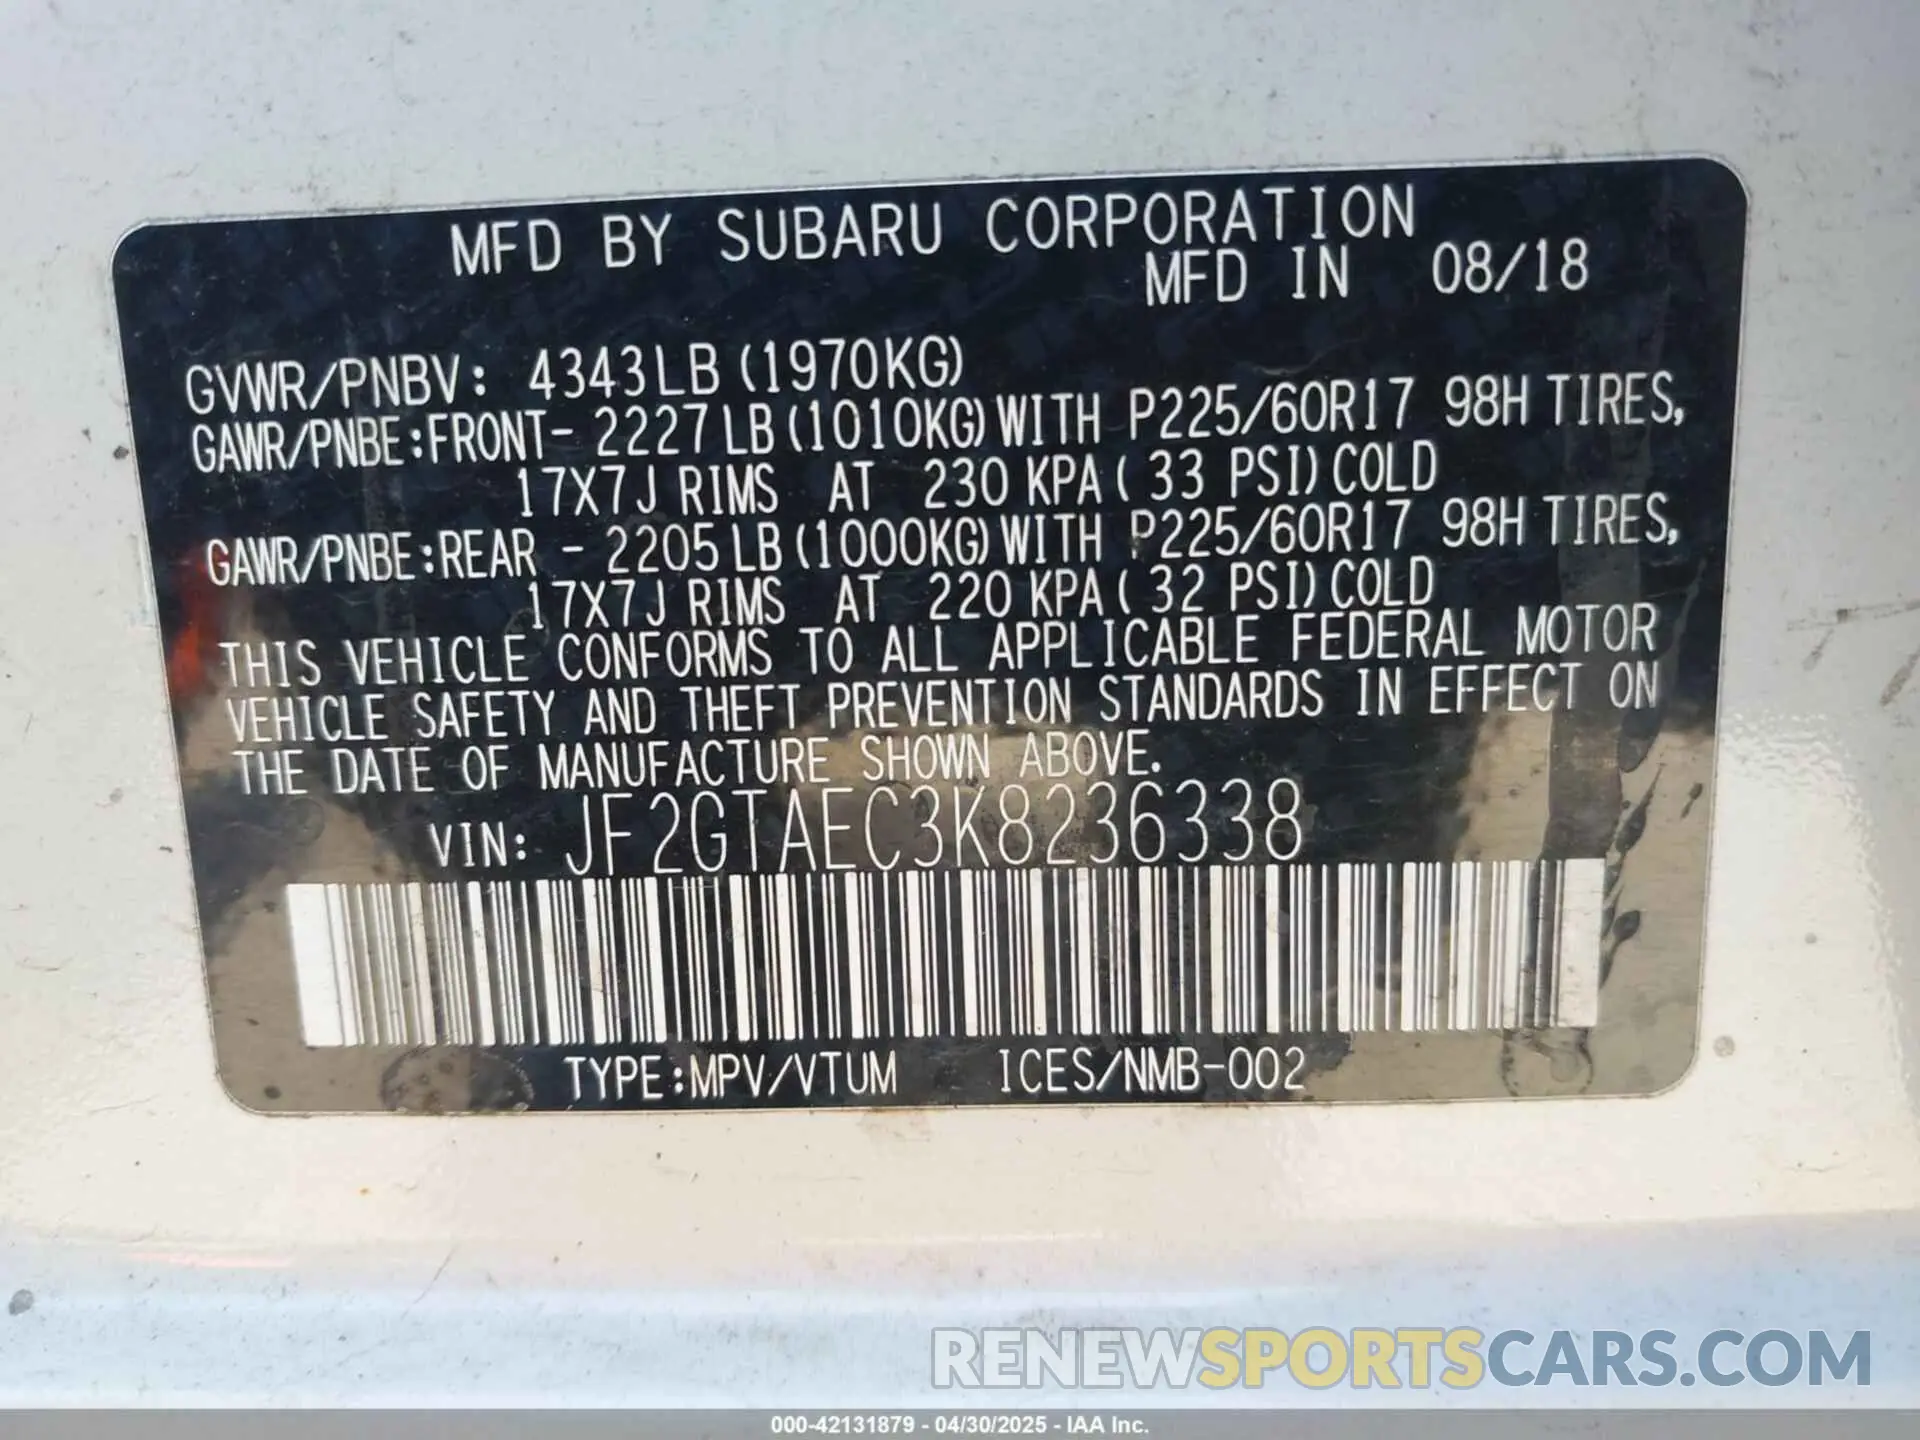 MFD BY SUBARU CORPORATION
MFD IN 08/18
GVWR/PNBV: 4343LB (1970KG)
GAWR/PNBE:FRONT- 2227LB (1010KG) WITH P225/60R17 98H TIRES,
17X7J RIMS AT 230 KPA ( 33 PSI) COLD
GAWR/PNBE:REAR - 2205LB (1000KG) WITH P225/60R17 98H TIRES,
17X7J RIMS AT 220 KPA ( 32 PSI) COLD
THIS VEHICLE CONFORMS TO ALL APPLICABLE FEDERAL MOTOR
VEHICLE SAFETY AND THEFT PREVENTION STANDARDS IN EFFECT ON
THE DATE OF MANUFACTURE SHOWN ABOVE.
VIN: JF2GTAEC3K8236338
TYPE:MPV/VTUM ICES/NMB-002
RENEWSPORTSCARS.COM
000-42131879 - 04/30/2025 - IAA Inc.